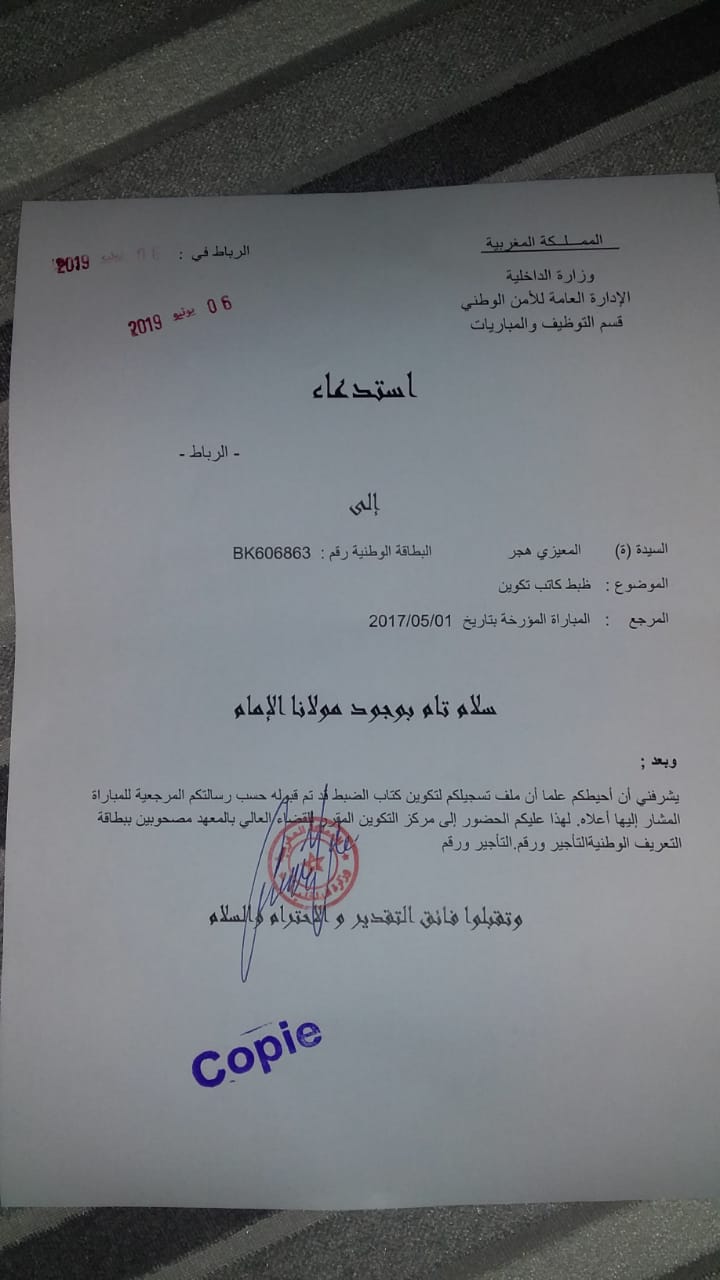 المملكة المغربية
الرباط في : 06 يونيو 2019
وزارة الداخلية
الإدارة العامة للأمن الوطني
06 يونيو 2019
قسم التوظيف والمباريات
استدعاء
- الرباط -
إلى
السيدة (ة) المعيزي هجر البطاقة الوطنية رقم : BK606863
الموضوع : ظبط كاتب تكوين
المرجع : المباراة المؤرخة بتاريخ 2017/05/01
سلام تام بوجود مولانا الإمام
وبعد ;
يشرفني أن أحيطكم علما أن ملف تسجيلكم لتكوين كتاب الضبط قد تم قبوله حسب رسالتكم المرجعية للمباراة
المشار إليها أعلاه. لهذا عليكم الحضور إلى مركز التكوين المقرر للقضاء العالي بالمعهد مصحوبين ببطاقة
التعريف الوطنيةالتأجير ورقم.التأجير ورقم
وتقبلوا فائق التقدير و الاحترام والسلام
Copie